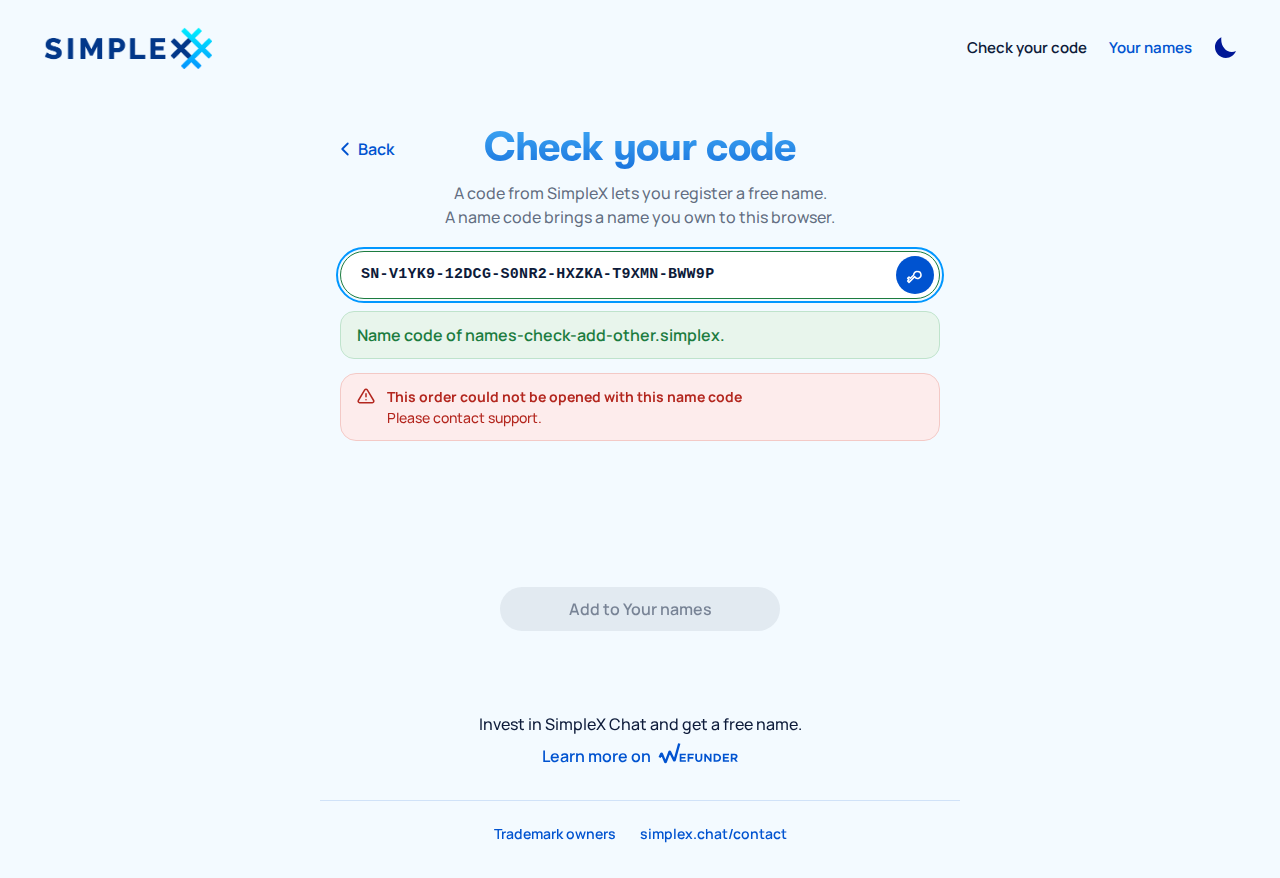 SIMPLEX
Check your code
Your names
Back
Check your code
A code from SimpleX lets you register a free name.
A name code brings a name you own to this browser.
SN-V1YK9-12DCG-S0NR2-HXZKA-T9XMN-BWW9P
Name code of names-check-add-other.simplex.
This order could not be opened with this name code
Please contact support.
Add to Your names
Invest in SimpleX Chat and get a free name.
Learn more on WEFUNDER
Trademark owners
simplex.chat/contact